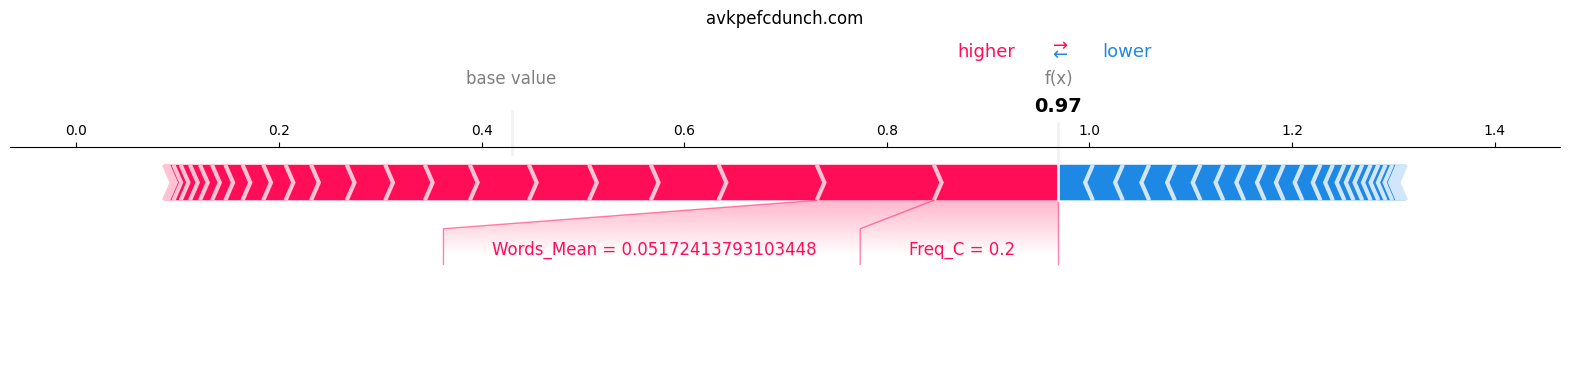 avkpefcdunch.com
higher → ← lower
base value f(x)
0.97
0.0 0.2 0.4 0.6 0.8 1.0 1.2 1.4
Words_Mean = 0.05172413793103448 Freq_C = 0.2